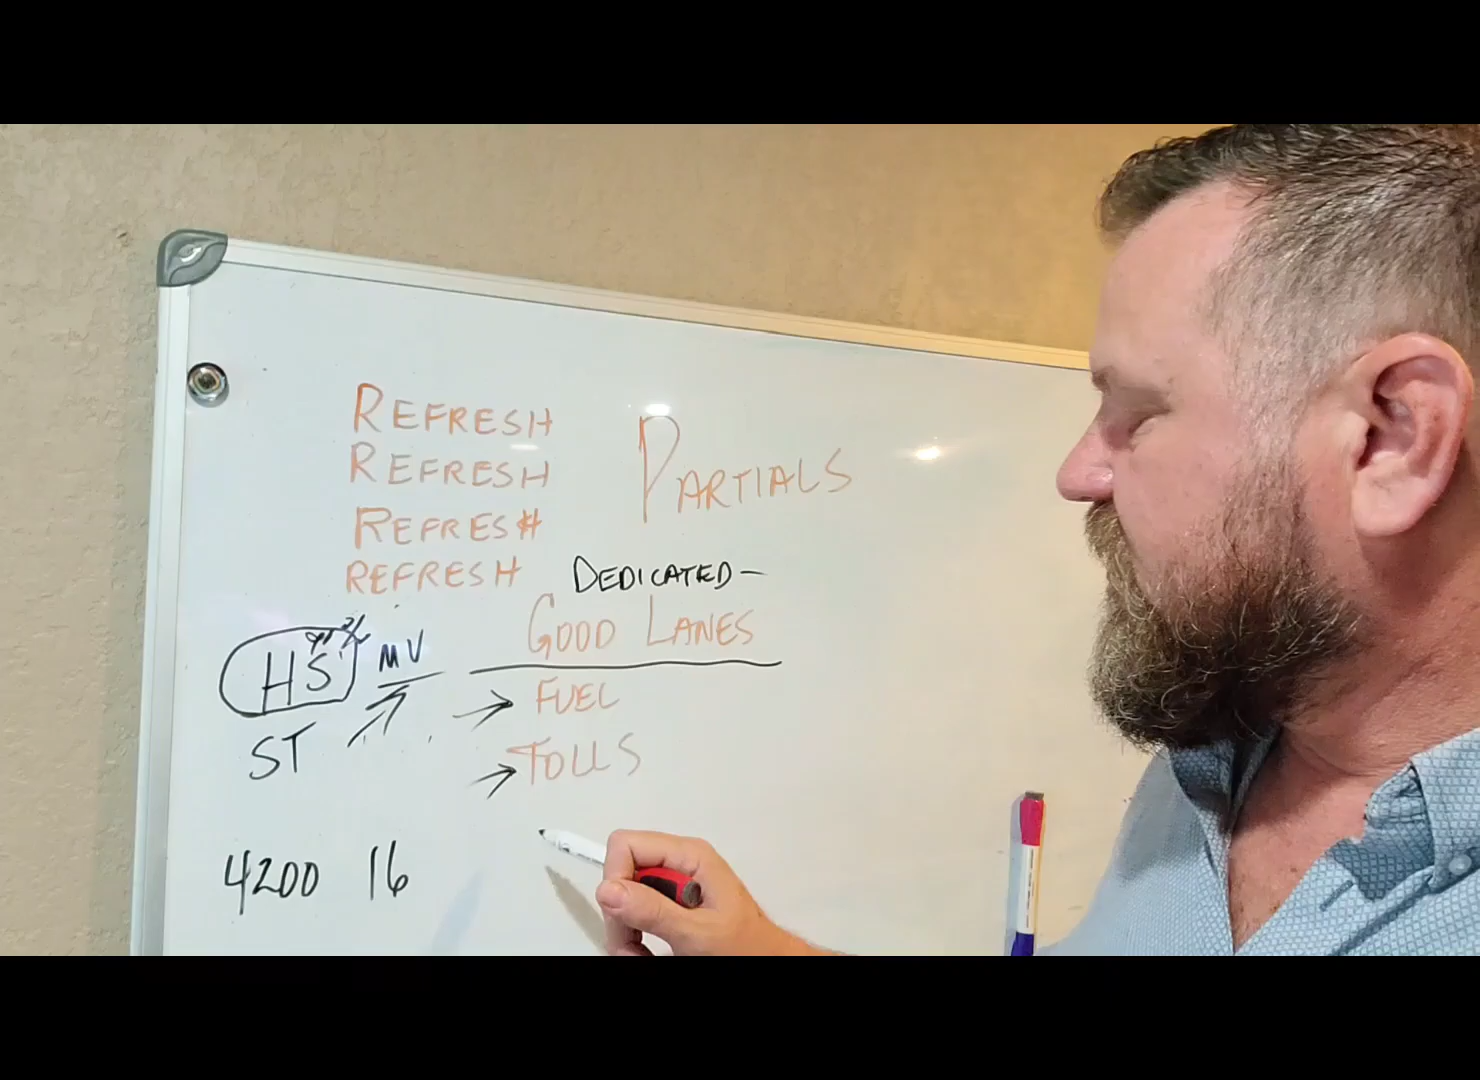 REFRESH
REFRESH
PARTIALS
REFRESH
REFRESH
DEDICATED-
GOOD LANES
HS
MV
FUEL
ST
TOLLS
4200 16